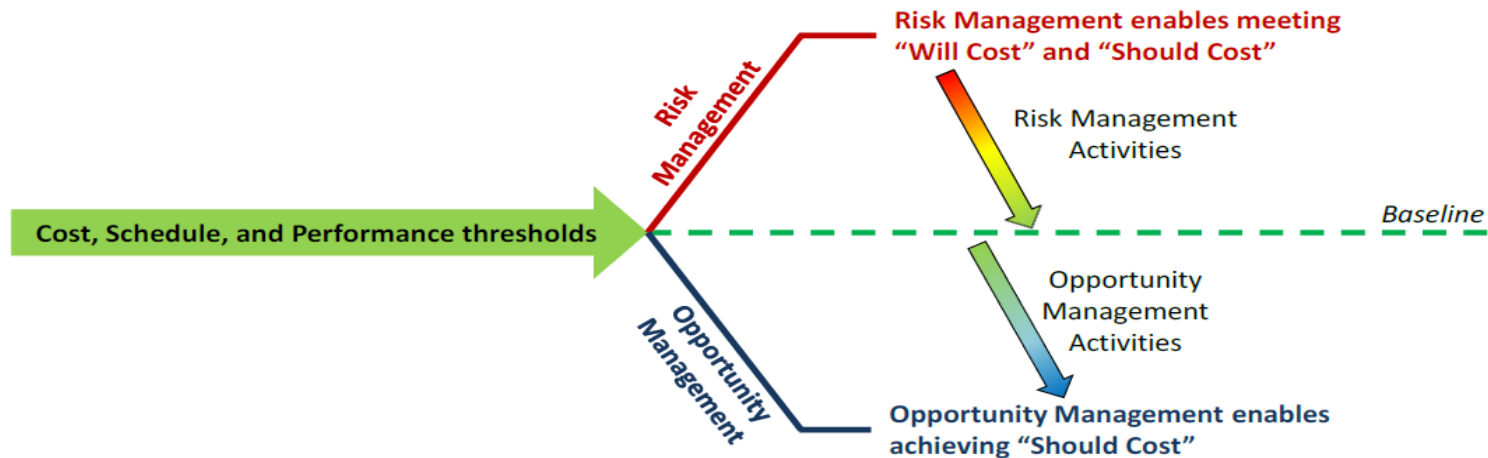 Risk Management enables meeting
“Will Cost” and “Should Cost”
Risk
Management
Risk Management
Activities
Baseline
Cost, Schedule, and Performance thresholds
Opportunity
Management
Activities
Opportunity
Management
Opportunity Management enables
achieving “Should Cost”